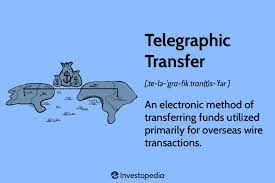 Telegraphic
Transfer
[ˌte-lə-ˈgra-fik tran(t)s-ˈfər ]
An electronic method of
transferring funds utilized
primarily for overseas wire
transactions.
Investopedia